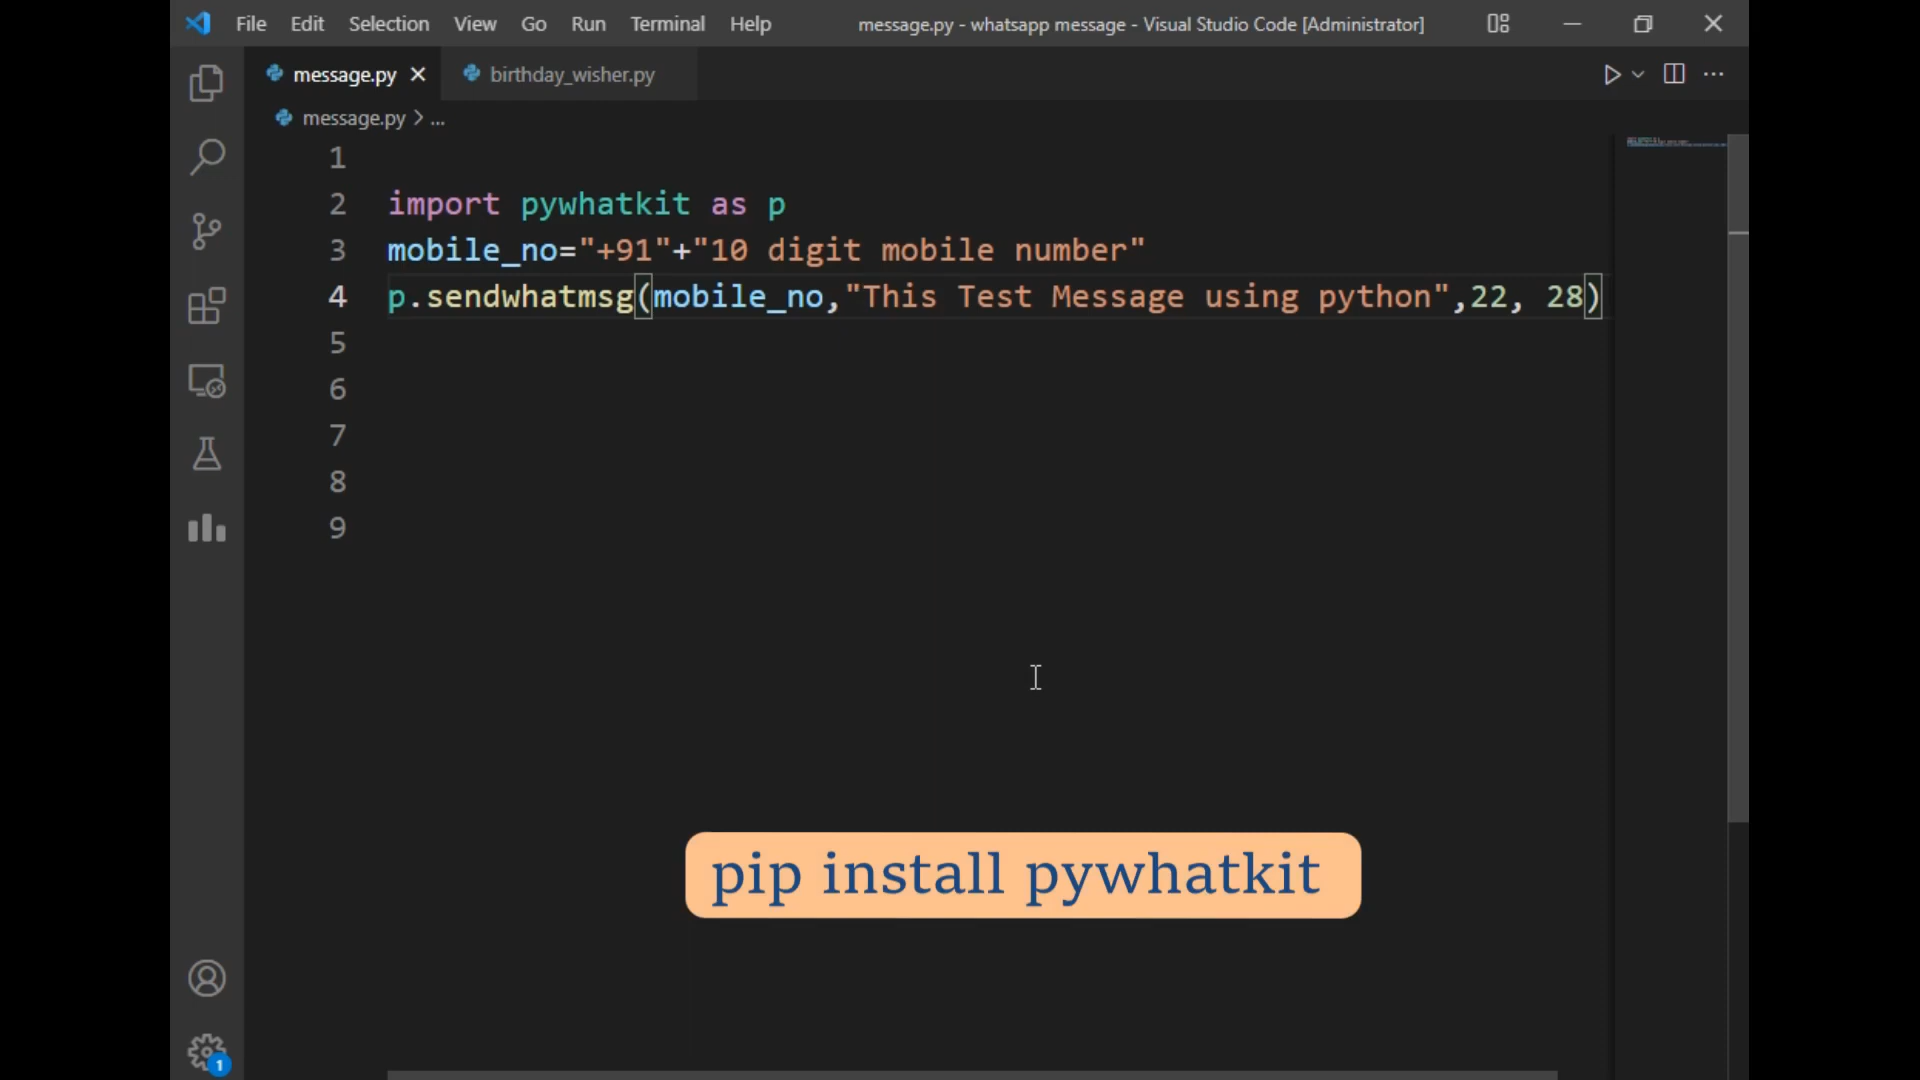 File Edit Selection View Go Run Terminal Help message.py - whatsapp message - Visual Studio Code [Administrator]
message.py birthday_wisher.py
message.py > ...
1
2 import pywhatkit as p
3 mobile_no="+91"+"10 digit mobile number"
4 p.sendwhatmsg(mobile_no,"This Test Message using python",22, 28)
5
6
7
8
9
pip install pywhatkit
1